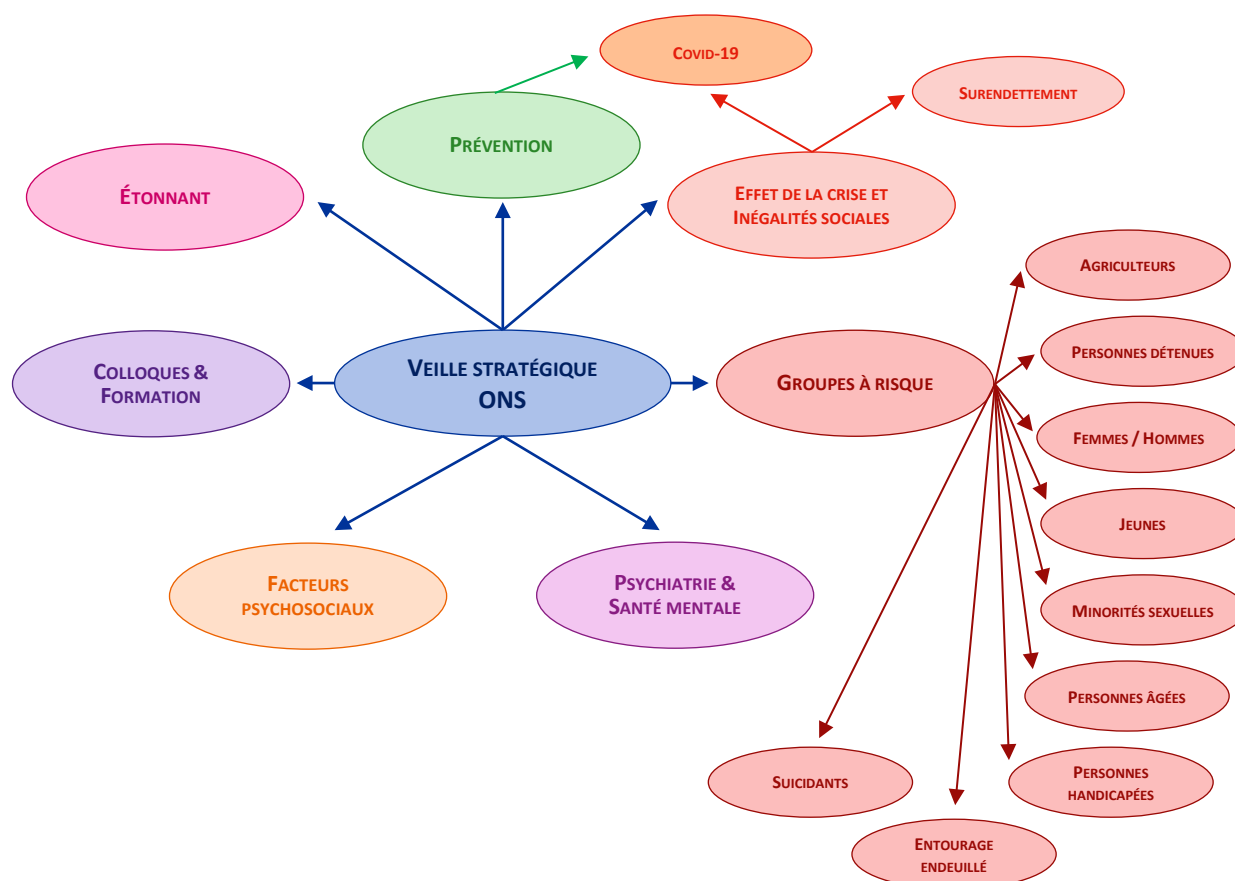 COVID-19
SURENDETTEMENT
PRÉVENTION
ÉTONNANT
EFFET DE LA CRISE ET
INÉGALITÉS SOCIALES
AGRICULTEURS
PERSONNES DÉTENUES
COLLOQUES &
FORMATION
VEILLE STRATÉGIQUE
ONS
GROUPES À RISQUE
FEMMES / HOMMES
JEUNES
FACTEURS
PSYCHOSOCIAUX
PSYCHIATRIE &
SANTÉ MENTALE
MINORITÉS SEXUELLES
PERSONNES ÂGÉES
SUICIDANTS
PERSONNES
HANDICAPÉES
ENTOURAGE
ENDEUILLÉ